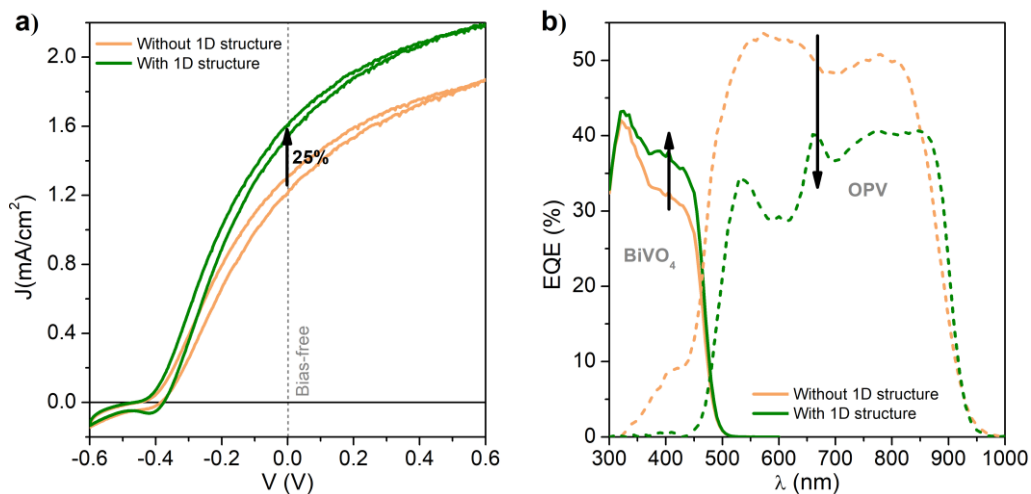 a)
Without 1D structure
With 1D structure
25%
Bias-free
J(mA/cm²)
2.0
1.6
1.2
0.8
0.4
0.0
-0.6 -0.4 -0.2 0.0 0.2 0.4 0.6
V (V)
b)
BiVO₄
OPV
Without 1D structure
With 1D structure
EQE (%)
50
40
30
20
10
0
300 400 500 600 700 800 900 1000
λ (nm)